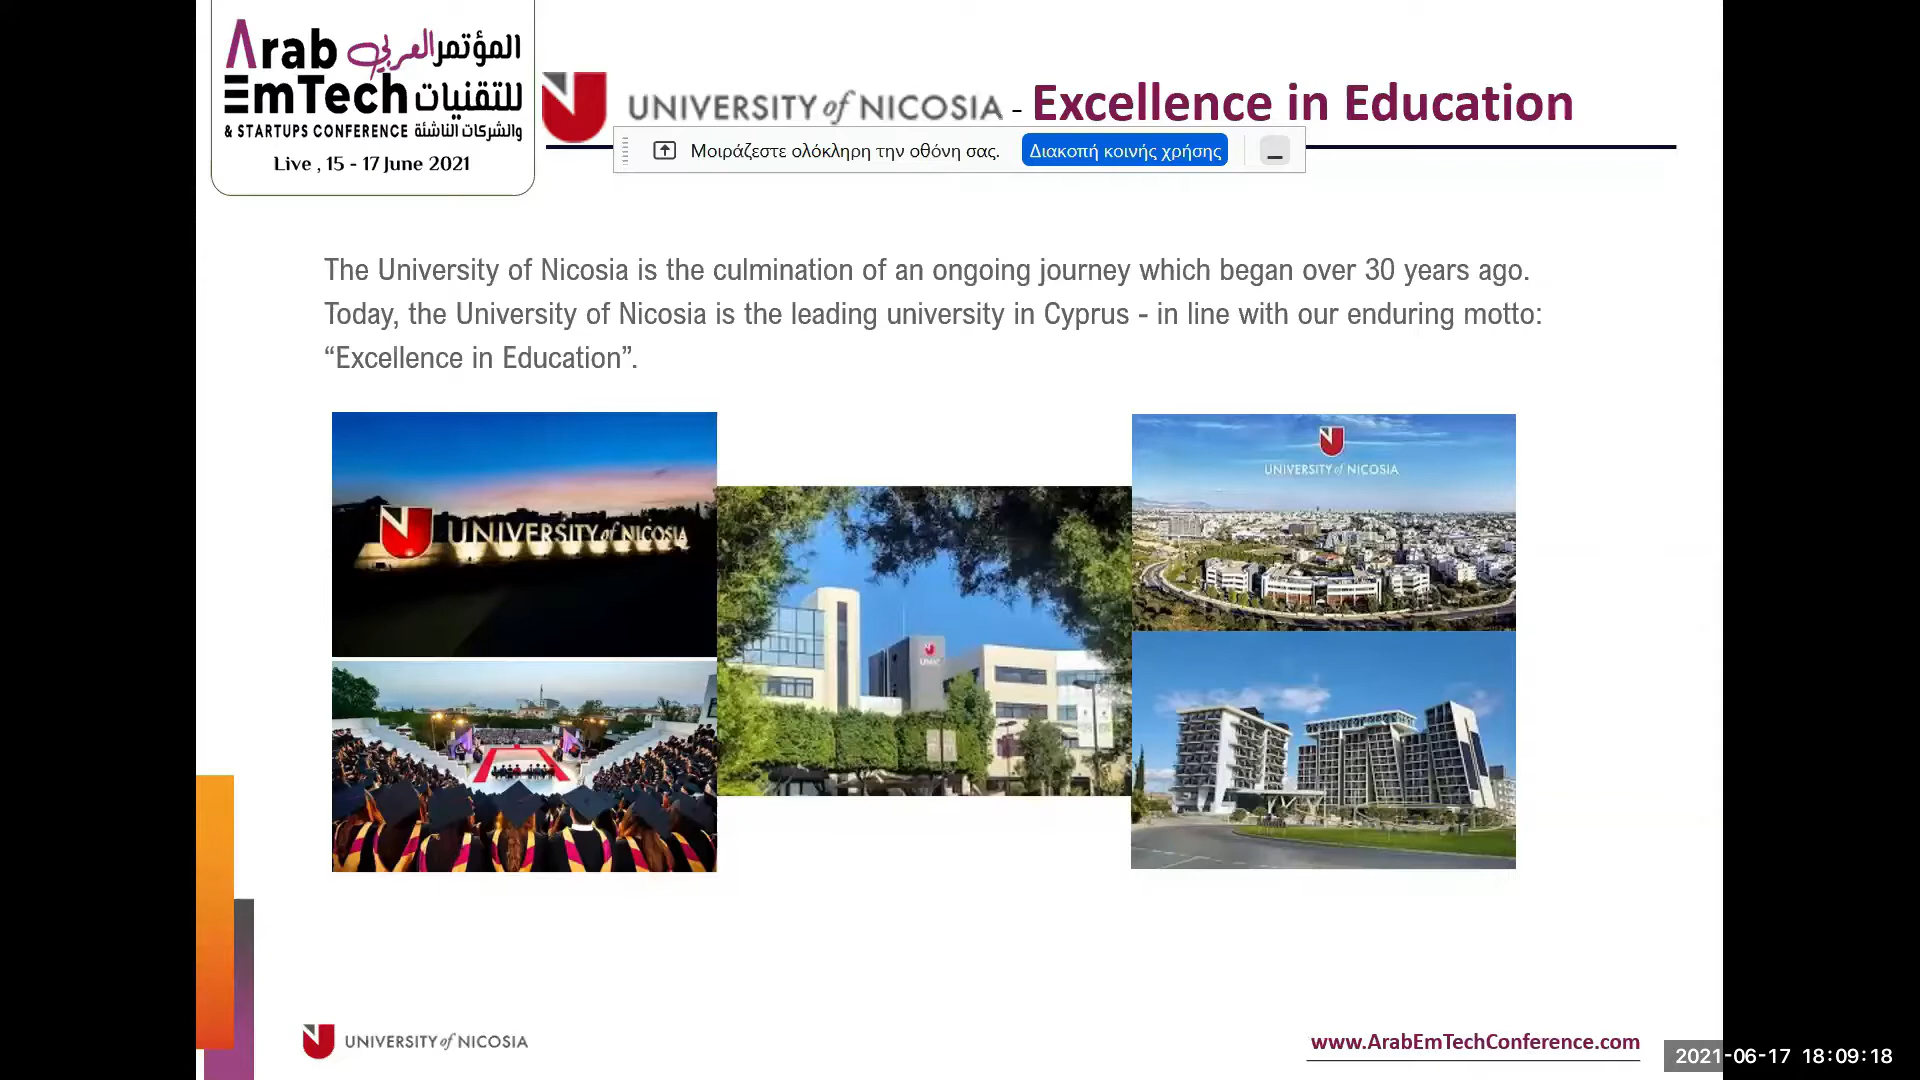 Arab المؤتمر العربي
EmTech للتقنيات
& STARTUPS CONFERENCE والشركات الناشئة
Live , 15 - 17 June 2021
UNIVERSITY of NICOSIA - Excellence in Education
Μοιράζεστε ολόκληρη την οθόνη σας. Διακοπή κοινής χρήσης
The University of Nicosia is the culmination of an ongoing journey which began over 30 years ago.
Today, the University of Nicosia is the leading university in Cyprus - in line with our enduring motto:
“Excellence in Education”.
UNIVERSITY of NICOSIA
UNIVERSITY of NICOSIA
UNIC
UNIVERSITY of NICOSIA
www.ArabEmTechConference.com
2021-06-17 18:09:18